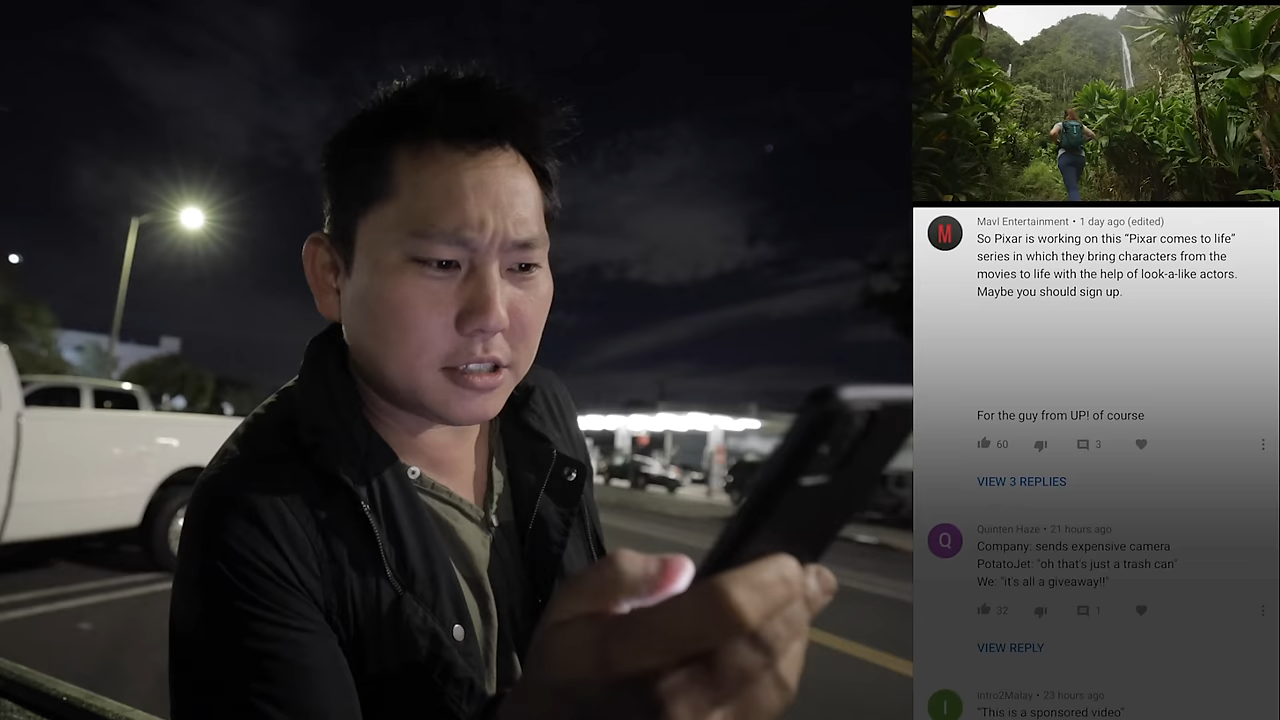 M
Mavl Entertainment • 1 day ago (edited)
So Pixar is working on this “Pixar comes to life”
series in which they bring characters from the
movies to life with the help of look-a-like actors.
Maybe you should sign up.
For the guy from UP! of course
60
3
VIEW 3 REPLIES
Q
Quinten Haze • 21 hours ago
Company: sends expensive camera
PotatoJet: "oh that's just a trash can"
We: "it's all a giveaway!!"
32
1
VIEW REPLY
I
intro2Malay • 23 hours ago
"This is a sponsored video"